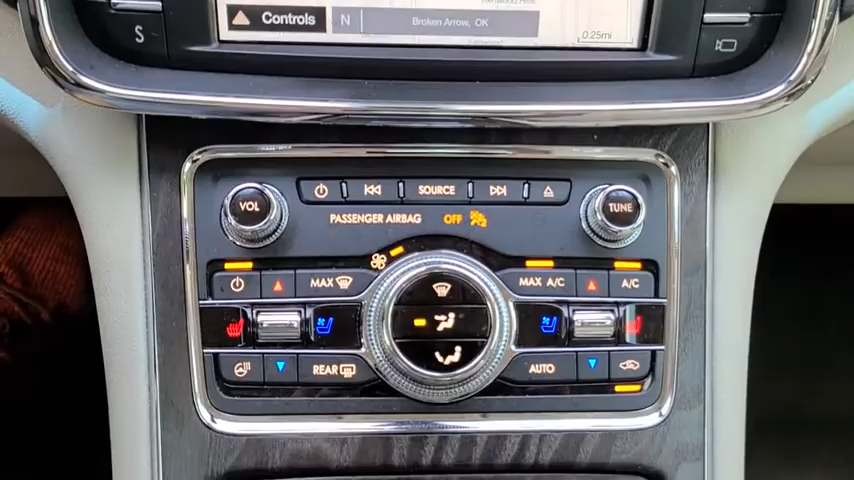 Controls N Broken Arrow, OK
0.25mi
S
SOURCE
VOL TUNE
PASSENGER AIRBAG OFF
MAX MAX A/C A/C
REAR AUTO